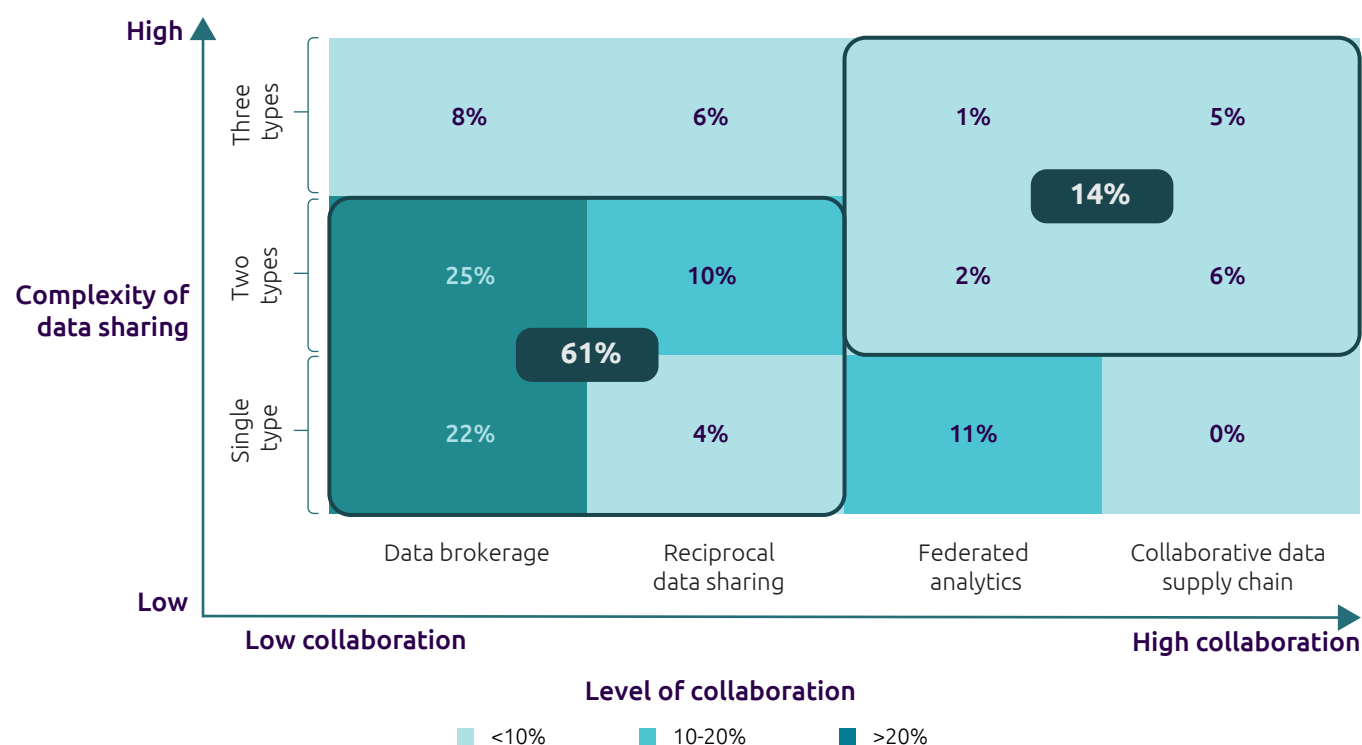 High
Three
types
8%
6%
1%
5%
14%
Two
types
25%
10%
2%
6%
Complexity of
data sharing
61%
Single
type
22%
4%
11%
0%
Data brokerage
Reciprocal
data sharing
Federated
analytics
Collaborative data
supply chain
Low
Low collaboration
High collaboration
Level of collaboration
<10%
10-20%
>20%